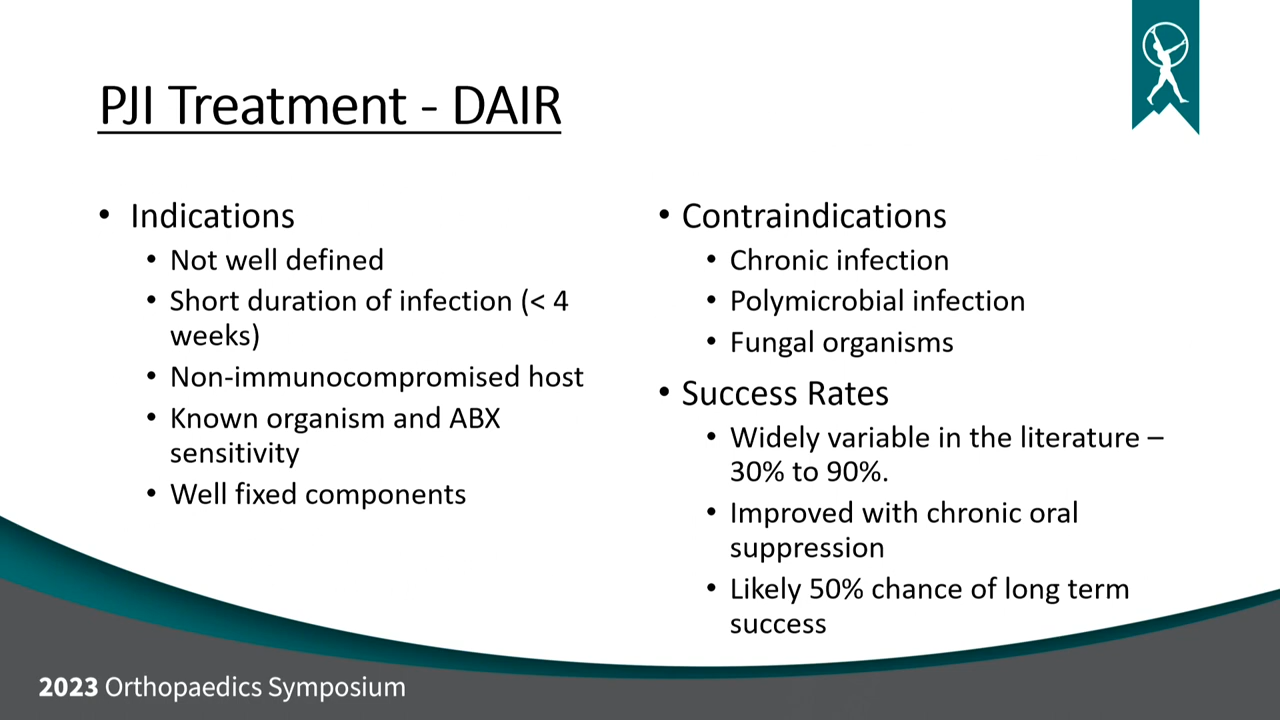 PJI Treatment - DAIR
• Indications
• Not well defined
• Short duration of infection (< 4
weeks)
• Non-immunocompromised host
• Known organism and ABX
sensitivity
• Well fixed components
• Contraindications
• Chronic infection
• Polymicrobial infection
• Fungal organisms
• Success Rates
• Widely variable in the literature –
30% to 90%.
• Improved with chronic oral
suppression
• Likely 50% chance of long term
success
2023 Orthopaedics Symposium